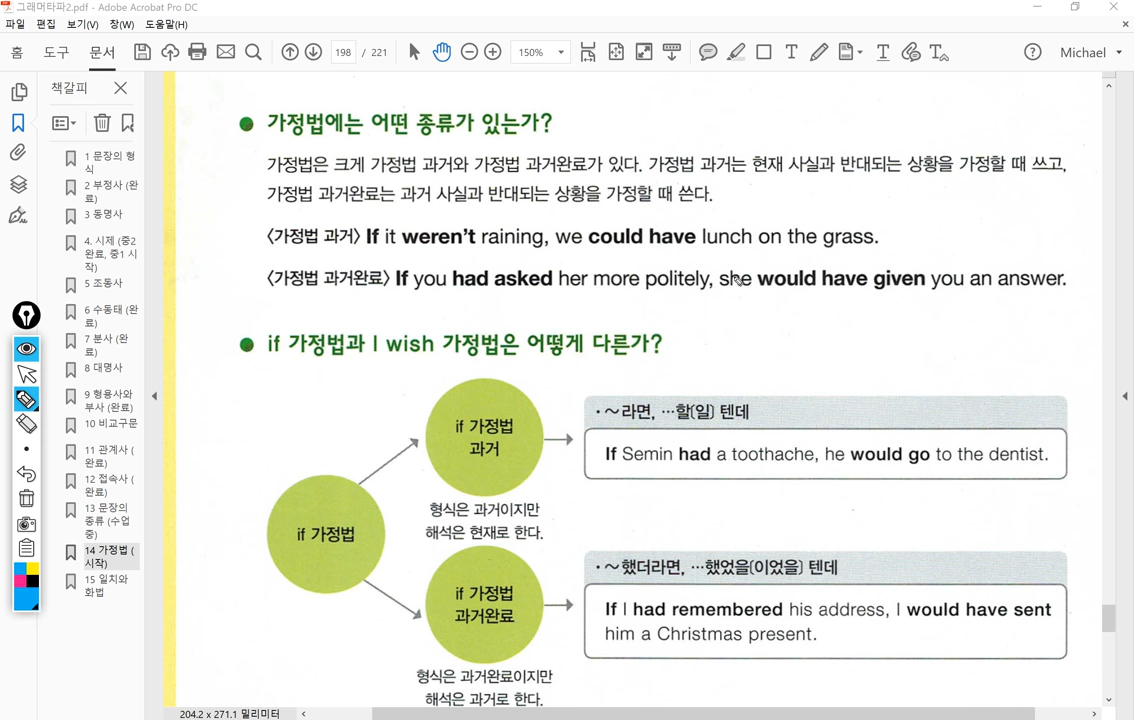 그래머타파2.pdf - Adobe Acrobat Pro DC
파일 편집 보기(V) 창(W) 도움말(H)
홈 도구 문서 198 / 221 150% Michael
책갈피
1 문장의 형
식
2 부정사 (완
료)
3 동명사
4. 시제 (중2
완료, 중1 시
작)
5 조동사
6 수동태 (완
료)
7 분사 (완
료)
8 대명사
9 형용사와
부사 (완료)
10 비교구문
11 관계사 (
완료)
12 접속사 (
완료)
13 문장의
종류 (수업
중)
14 가정법 (
시작)
15 일치와
화법
가정법에는 어떤 종류가 있는가?
가정법은 크게 가정법 과거와 가정법 과거완료가 있다. 가정법 과거는 현재 사실과 반대되는 상황을 가정할 때 쓰고,
가정법 과거완료는 과거 사실과 반대되는 상황을 가정할 때 쓴다.
〈가정법 과거〉 If it weren't raining, we could have lunch on the grass.
〈가정법 과거완료〉 If you had asked her more politely, she would have given you an answer.
if 가정법과 I wish 가정법은 어떻게 다른가?
if 가정법
if 가정법
과거
형식은 과거이지만
해석은 현재로 한다.
· ~라면, …할(일) 텐데
If Semin had a toothache, he would go to the dentist.
if 가정법
과거완료
형식은 과거완료이지만
해석은 과거로 한다.
· ~했더라면, …했었을(이었을) 텐데
If I had remembered his address, I would have sent
him a Christmas present.
204.2 x 271.1 밀리미터